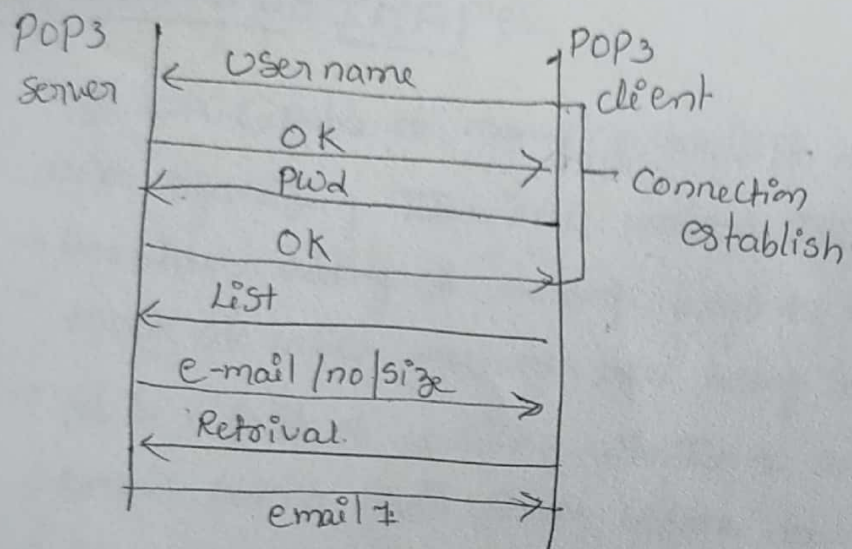 POP3
server
POP3
client
User name
OK
Pwd
OK
Connection
establish
List
e-mail /no/size
Retrival.
email 1